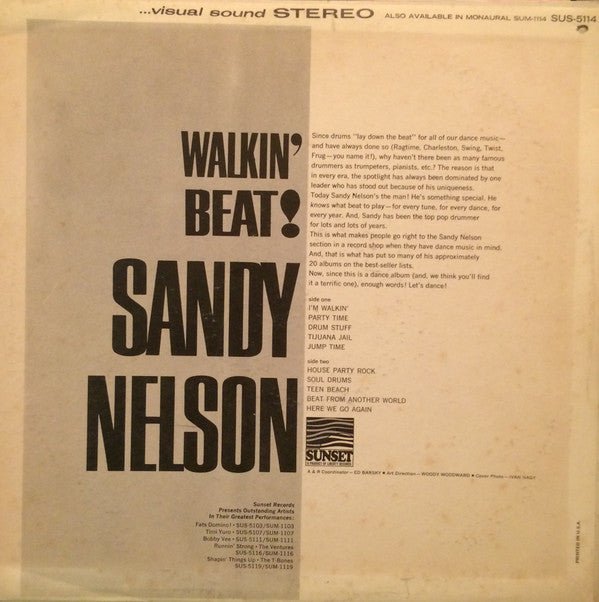 ...visual sound STEREO
ALSO AVAILABLE IN MONAURAL SUM-1114 SUS-5114
WALKIN'
BEAT!
SANDY
NELSON
Since drums "lay down the beat" for all of our dance music—
and have always done so (Ragtime, Charleston, Swing, Twist,
Frug—you name it!), why haven't there been as many famous
drummers as trumpeters, pianists, etc.? The reason is that
in every era, the spotlight has always been dominated by one
leader who has stood out because of his uniqueness.
Today Sandy Nelson's the man! He's something special. He
knows what beat to play—for every tune, for every dance, for
every year. And, Sandy has been the top pop drummer
for lots and lots of years.
This is what makes people go right to the Sandy Nelson
section in a record shop when they have dance music in mind.
And, that is what has put so many of his approximately
20 albums on the best-seller lists.
Now, since this is a dance album (and, we think you'll find
it a terrific one), enough words! Let's dance!
side one
I'M WALKIN'
PARTY TIME
DRUM STUFF
TIJUANA JAIL
JUMP TIME
side two
HOUSE PARTY ROCK
SOUL DRUMS
TEEN BEACH
BEAT FROM ANOTHER WORLD
HERE WE GO AGAIN
SUNSET
A PRODUCT OF LIBERTY RECORDS
A & R Coordinator – ED BARSKY ■ Art Direction – WOODY WOODWARD ■ Cover Photo – IVAN NAGY
Sunset Records
Presents Outstanding Artists
In Their Greatest Performances:
Fats Domino! • SUS-5103/SUM-1103
Timi Yuro • SUS-5107/SUM-1107
Bobby Vee • SUS-5111/SUM-1111
Runnin' Strong • The Ventures
SUS-5116/SUM-1116
Shapin' Things Up • The T-Bones
SUS-5119/SUM-1119
PRINTED IN U.S.A.